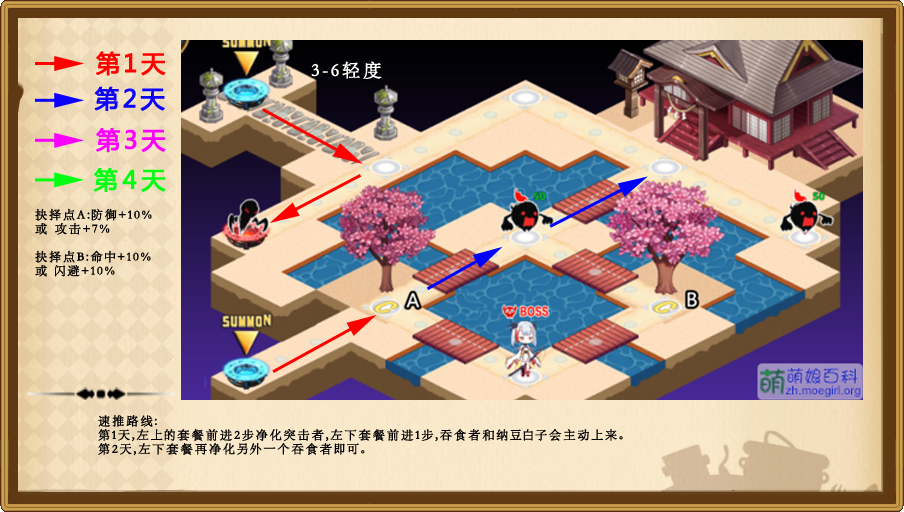 第1天
第2天
第3天
第4天
抉择点A:防御+10%
或 攻击+7%
抉择点B:命中+10%
或 闪避+10%
SUMMON
3-6轻度
50
50
A
B
SUMMON
BOSS
萌娘百科
zh.moegirl.org
速推路线:
第1天,左上的套餐前进2步净化突击者,左下套餐前进1步,吞食者和纳豆白子会主动上来。
第2天,左下套餐再净化另外一个吞食者即可。